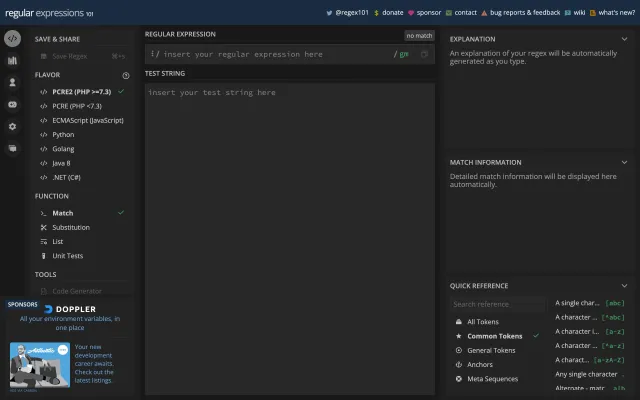 regular expressions 101
@regex101
$ donate
sponsor
contact
bug reports & feedback
wiki
what's new?
SAVE & SHARE
Save Regex
⌘+s
FLAVOR
PCRE2 (PHP >=7.3)
PCRE (PHP <7.3)
ECMAScript (JavaScript)
Python
Golang
Java 8
.NET (C#)
FUNCTION
Match
Substitution
List
Unit Tests
TOOLS
Code Generator
SPONSORS
DOPPLER
All your environment variables, in
one place
Your new
development
career awaits.
Check out the
latest listings.
REGULAR EXPRESSION
no match
/ insert your regular expression here
/ gm
TEST STRING
insert your test string here
EXPLANATION
An explanation of your regex will be automatically
generated as you type.
MATCH INFORMATION
Detailed match information will be displayed here
automatically.
QUICK REFERENCE
Search reference
All Tokens
Common Tokens
General Tokens
Anchors
Meta Sequences
A single char... [abc]
A character ... [^abc]
A character i... [a-z]
A character ... [^a-z]
A charact... [a-zA-Z]
Any single character .
Alternate - matc... a|b